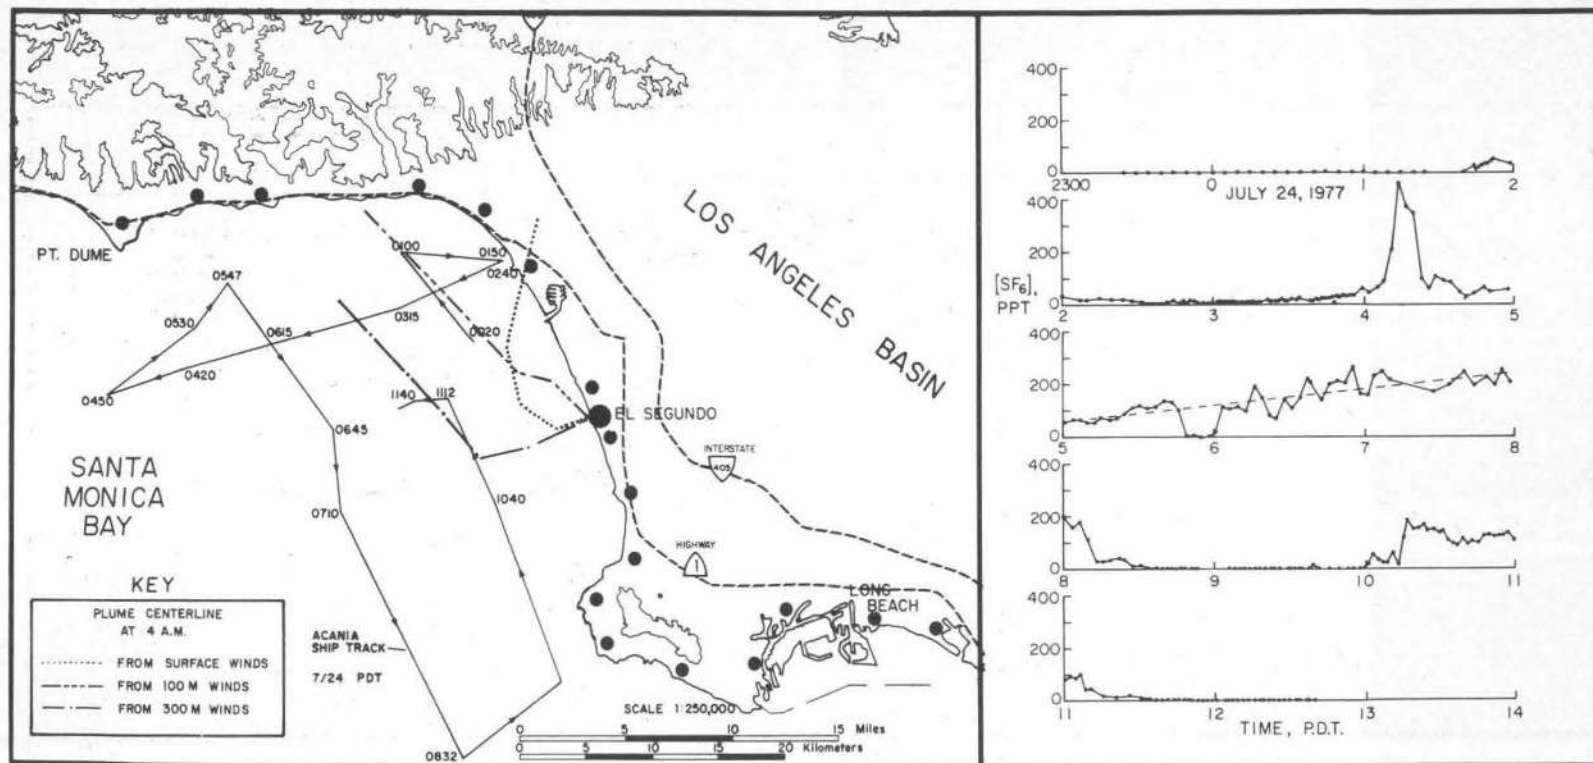 PT. DUME
LOS ANGELES BASIN
0100
0150
0240
0547
0530
0615
0315
0020
0420
0450
1140
1112
EL SEGUNDO
0645
INTERSTATE
405
SANTA
MONICA
BAY
0710
1040
HIGHWAY
1
KEY
PLUME CENTERLINE
AT 4 A.M.
FROM SURFACE WINDS
FROM 100 M WINDS
FROM 300 M WINDS
ACANIA
SHIP TRACK
7/24 PDT
LONG
BEACH
SCALE 1:250,000
0 5 10 15 Miles
0 5 10 15 20 Kilometers
0832
400
200
0
2300 0 JULY 24, 1977 1 2
400
200
0
[SF6],
PPT
2 3 4 5
400
200
0
5 6 7 8
400
200
0
8 9 10 11
400
200
0
11 12 13 14
TIME, P.D.T.